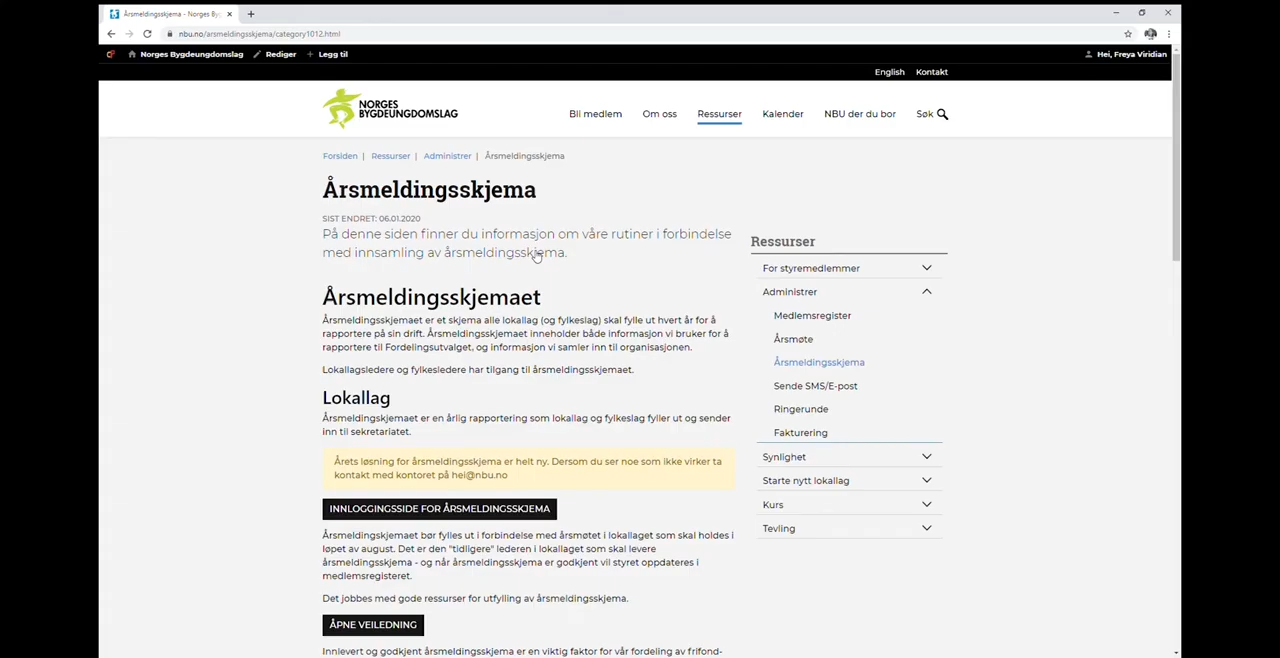 Årsmeldingsskjema - Norges Byg
nbu.no/arsmeldingsskjema/category1012.html
Norges Bygdeungdomslag Rediger + Legg til Hei, Freya Viridian
English Kontakt
NORGES
BYGDEUNGDOMSLAG
Bli medlem Om oss Ressurser Kalender NBU der du bor Søk
Forsiden | Ressurser | Administrer | Årsmeldingsskjema
Årsmeldingsskjema
SIST ENDRET: 06.01.2020
På denne siden finner du informasjon om våre rutiner i forbindelse
med innsamling av årsmeldingsskjema.
Årsmeldingsskjemaet
Årsmeldingsskjemaet er et skjema alle lokallag (og fylkeslag) skal fylle ut hvert år for å
rapportere på sin drift. Årsmeldingsskjemaet inneholder både informasjon vi bruker for å
rapportere til Fordelingsutvalget, og informasjon vi samler inn til organisasjonen.
Lokallagsledere og fylkesledere har tilgang til årsmeldingsskjemaet.
Lokallag
Årsmeldingskjemaet er en årlig rapportering som lokallag og fylkeslag fyller ut og sender
inn til sekretariatet.
Årets løsning for årsmeldingsskjema er helt ny. Dersom du ser noe som ikke virker ta
kontakt med kontoret på hei@nbu.no
INNLOGGINGSSIDE FOR ÅRSMELDINGSSKJEMA
Årsmeldingskjemaet bør fylles ut i forbindelse med årsmøtet i lokallaget som skal holdes i
løpet av august. Det er den "tidligere" lederen i lokallaget som skal levere
årsmeldingsskjema - og når årsmeldingsskjema er godkjent vil styret oppdateres i
medlemsregisteret.
Det jobbes med gode ressurser for utfylling av årsmeldingsskjema.
ÅPNE VEILEDNING
Innlevert og godkjent årsmeldingsskjema er en viktig faktor for vår fordeling av frifond-
Ressurser
For styremedlemmer
Administrer
Medlemsregister
Årsmøte
Årsmeldingsskjema
Sende SMS/E-post
Ringerunde
Fakturering
Synlighet
Starte nytt lokallag
Kurs
Tevling